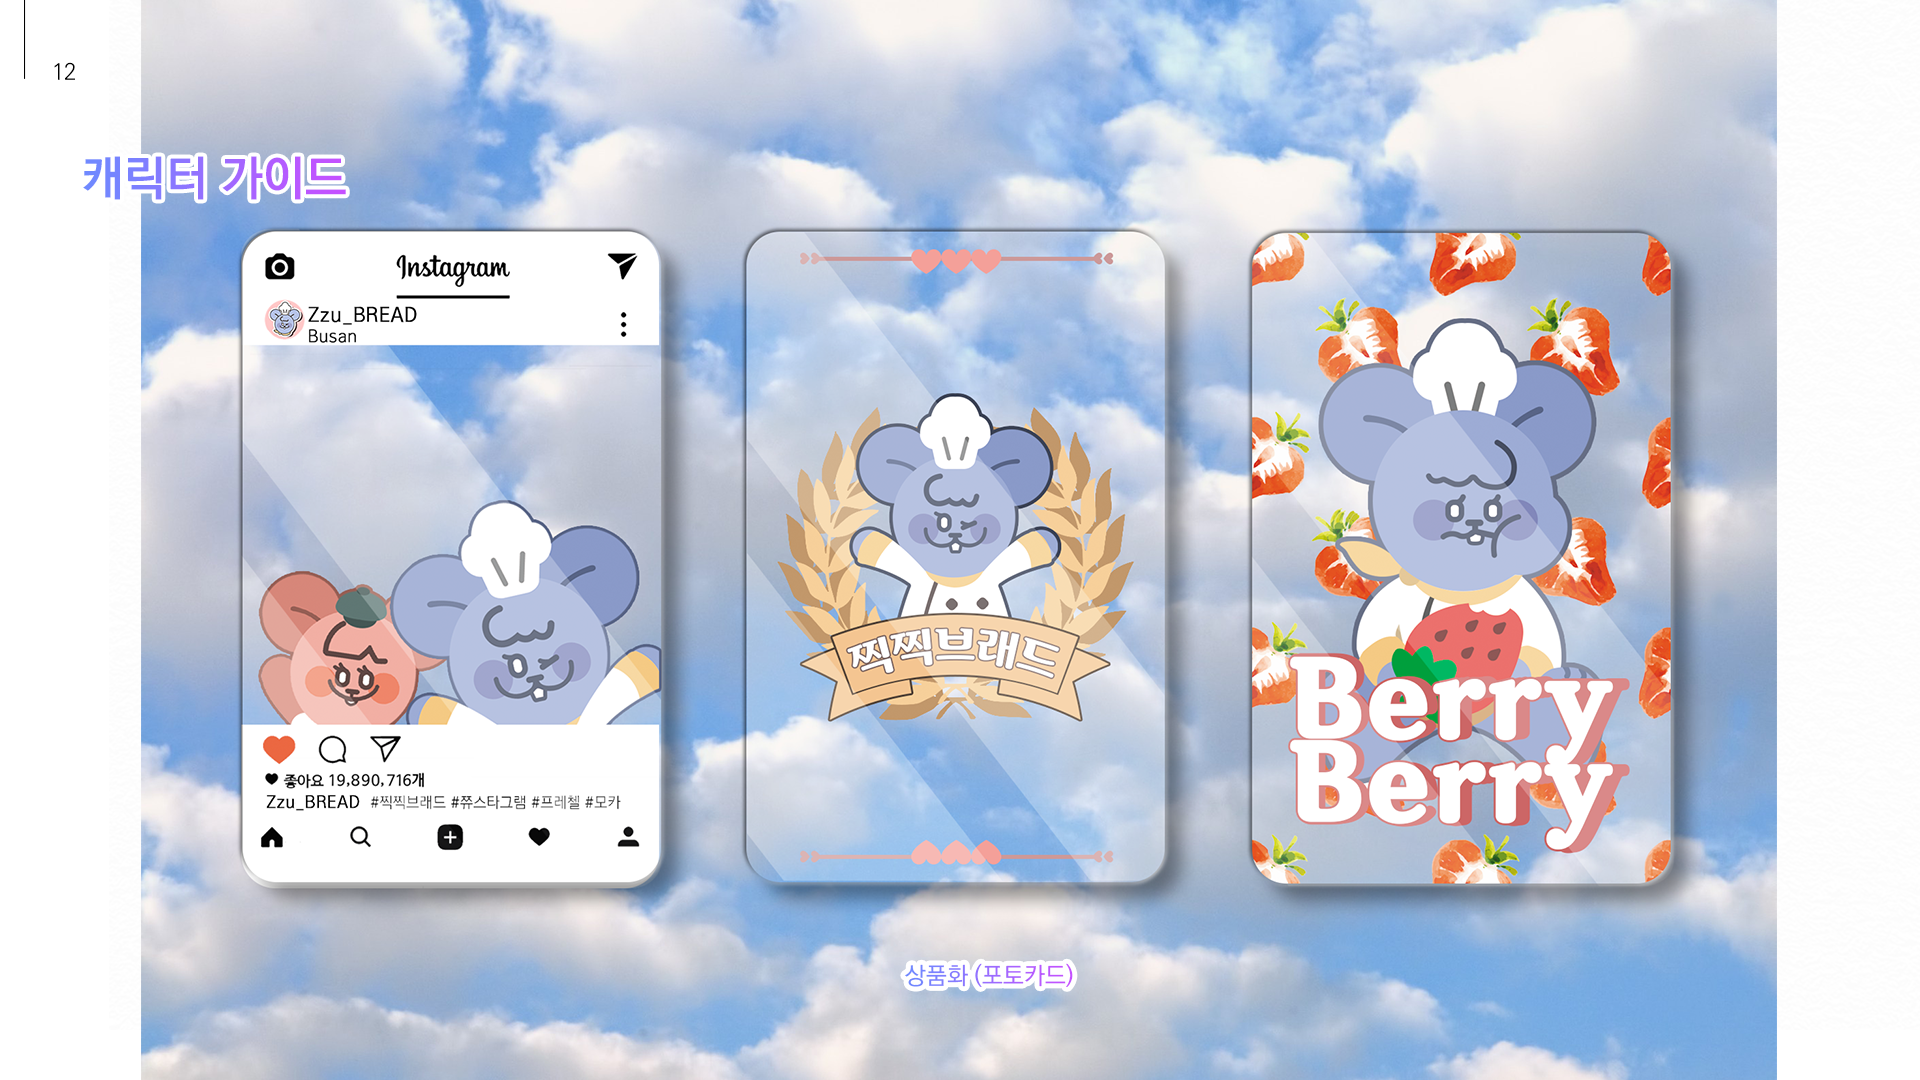 12
캐릭터 가이드
Instagram
Zzu_BREAD
Busan
좋아요 19,890,716개
Zzu_BREAD #찍찍브래드 #쮸스타그램 #프레첼 #모카
찍찍브래드
Berry
Berry
상품화 (포토카드)